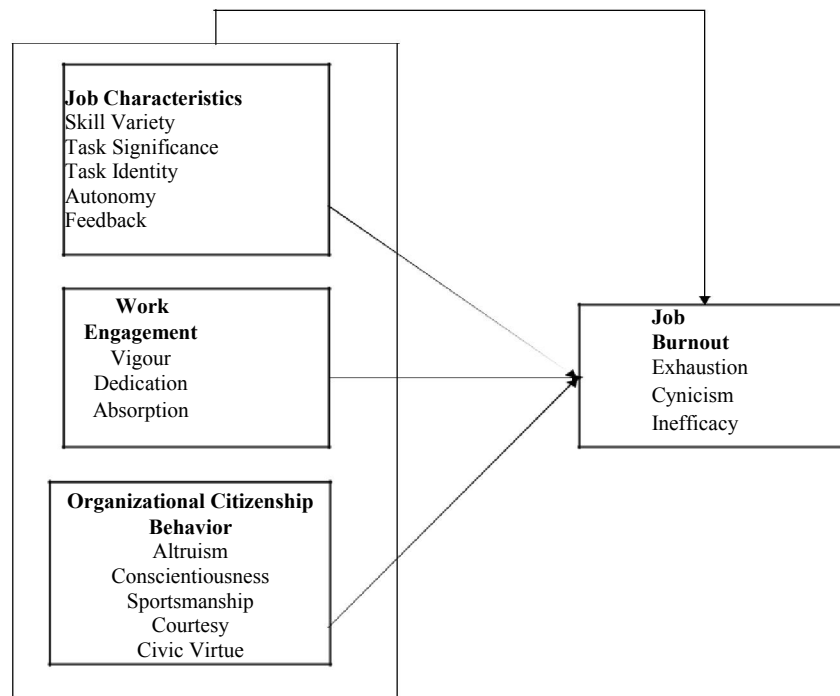 Job Characteristics
Skill Variety
Task Significance
Task Identity
Autonomy
Feedback
Work
Engagement
Vigour
Dedication
Absorption
Organizational Citizenship
Behavior
Altruism
Conscientiousness
Sportsmanship
Courtesy
Civic Virtue
Job
Burnout
Exhaustion
Cynicism
Inefficacy